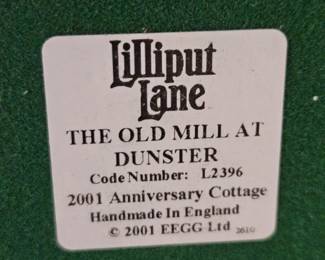 Lilliput
Lane
THE OLD MILL AT
DUNSTER
Code Number: L2396
2001 Anniversary Cottage
Handmade In England
© 2001 EEGG Ltd